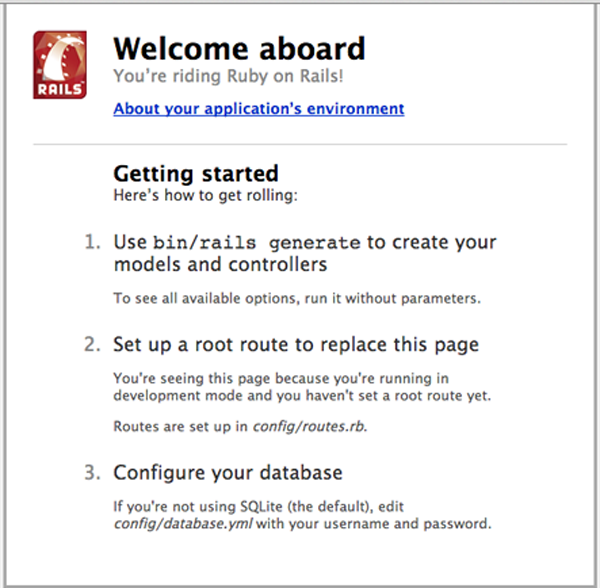 RAILS
Welcome aboard
You're riding Ruby on Rails!
About your application's environment
Getting started
Here's how to get rolling:
1. Use bin/rails generate to create your
models and controllers
To see all available options, run it without parameters.
2. Set up a root route to replace this page
You're seeing this page because you're running in
development mode and you haven't set a root route yet.
Routes are set up in config/routes.rb.
3. Configure your database
If you're not using SQLite (the default), edit
config/database.yml with your username and password.